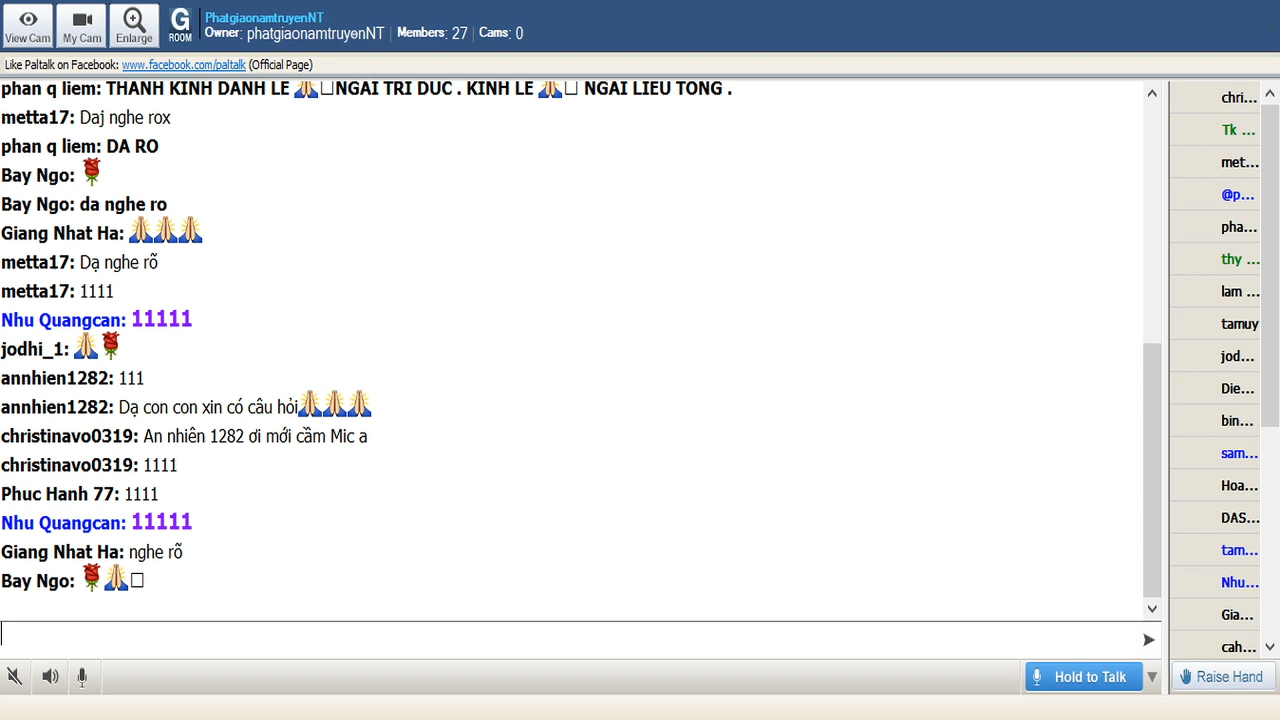 View Cam
My Cam
Enlarge
G
ROOM
PhatgiaonamtruyenNT
Owner: phatgiaonamtruyenNT | Members: 27 | Cams: 0
Like Paltalk on Facebook: www.facebook.com/paltalk (Official Page)
phan q liem: THANH KINH DANH LE 🙏□NGAI TRI DUC . KINH LE 🙏□ NGAI LIEU TONG .
metta17: Daj nghe rox
phan q liem: DA RO
Bay Ngo: 🌹
Bay Ngo: da nghe ro
Giang Nhat Ha: 🙏🙏🙏
metta17: Dạ nghe rõ
metta17: 1111
Nhu Quangcan: 11111
jodhi_1: 🙏🌹
annhien1282: 111
annhien1282: Dạ con con xin có câu hỏi🙏🙏🙏
christinavo0319: An nhiên 1282 ơi mới cầm Mic a
christinavo0319: 1111
Phuc Hanh 77: 1111
Nhu Quangcan: 11111
Giang Nhat Ha: nghe rõ
Bay Ngo: 🌹🙏□
chri...
Tk ...
met...
@p...
pha...
thy ...
lam ...
tamuy
jod...
Die...
bin...
sam...
Hoa...
DAS...
tam...
Nhu...
Gia...
cah...
Hold to Talk
Raise Hand